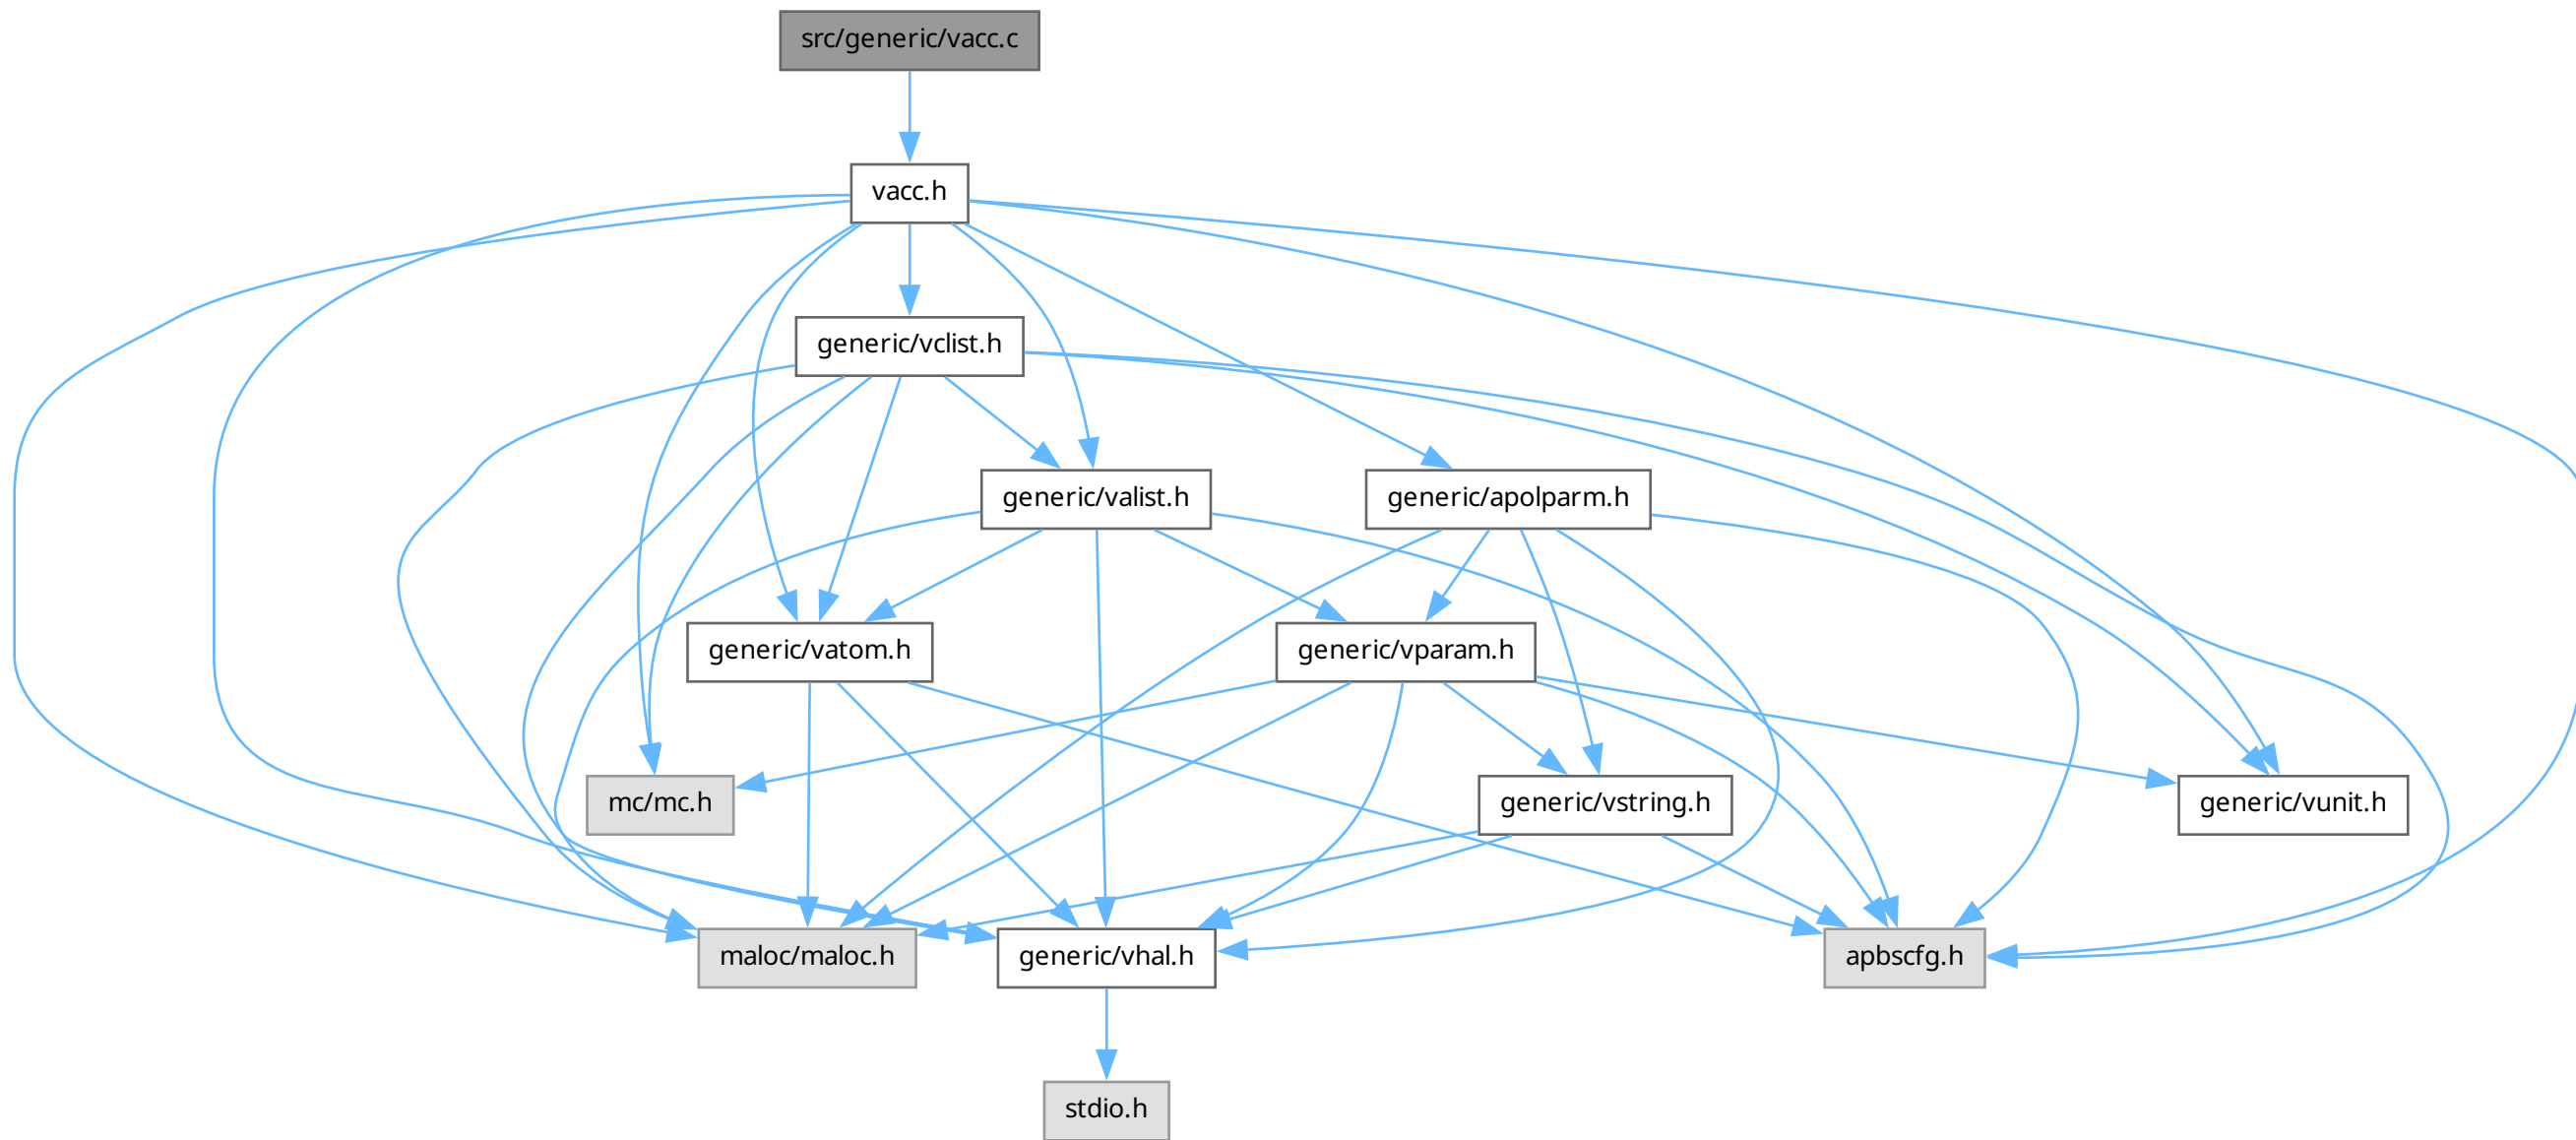 src/generic/vacc.c
vacc.h
generic/vclist.h
generic/valist.h
generic/apolparm.h
generic/vatom.h
generic/vparam.h
mc/mc.h
generic/vstring.h
generic/vunit.h
maloc/maloc.h
generic/vhal.h
apbscfg.h
stdio.h